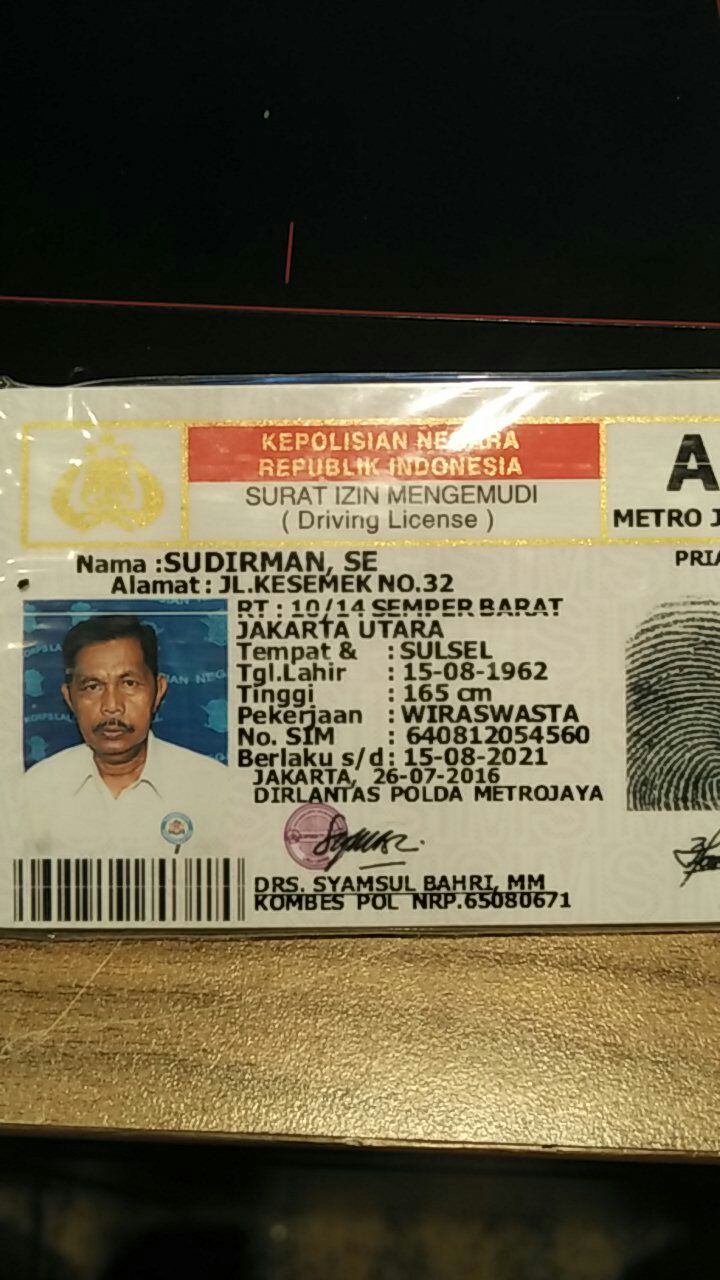 KEPOLISIAN NEGARA
REPUBLIK INDONESIA
SURAT IZIN MENGEMUDI
( Driving License )
A
METRO J
Nama :SUDIRMAN, SE
PRIA
Alamat : JL.KESEMEK NO.32
RT : 10/14 SEMPER BARAT
JAKARTA UTARA
Tempat & : SULSEL
Tgl.Lahir : 15-08-1962
Tinggi : 165 cm
Pekerjaan : WIRASWASTA
No. SIM : 640812054560
Berlaku s/d : 15-08-2021
JAKARTA, 26-07-2016
DIRLANTAS POLDA METROJAYA
DRS. SYAMSUL BAHRI, MM
KOMBES POL NRP.65080671